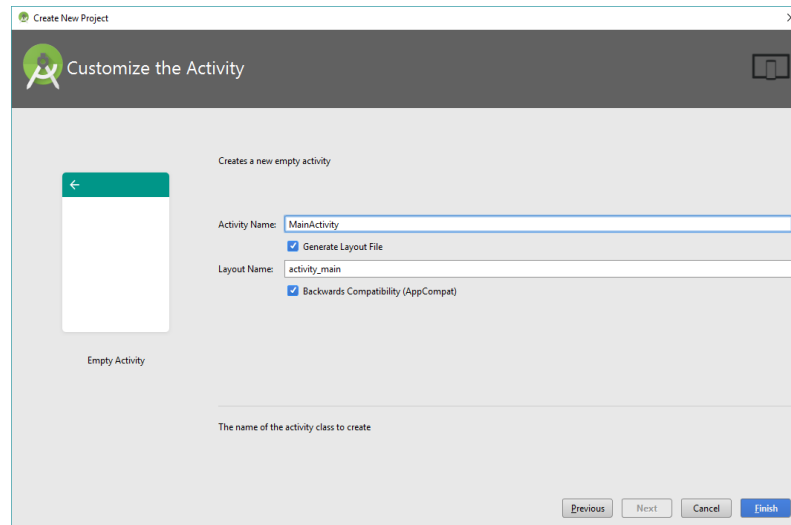 Create New Project
Customize the Activity
Creates a new empty activity
Activity Name: MainActivity
Generate Layout File
Layout Name: activity_main
Backwards Compatibility (AppCompat)
Empty Activity
The name of the activity class to create
Previous Next Cancel Finish